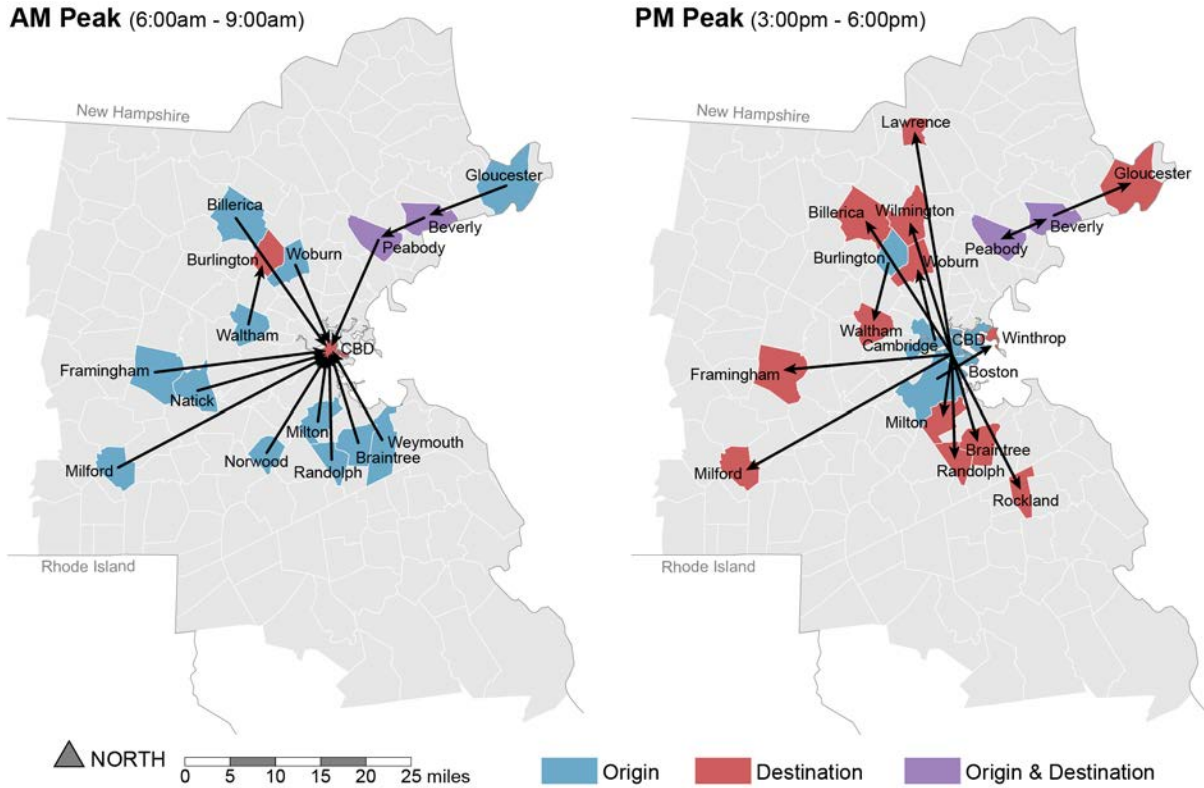 AM Peak (6:00am - 9:00am)
New Hampshire
Gloucester
Billerica
Beverly
Peabody
Burlington
Woburn
Waltham
CBD
Framingham
Natick
Milton
Weymouth
Braintree
Norwood
Randolph
Milford
Rhode Island
PM Peak (3:00pm - 6:00pm)
New Hampshire
Lawrence
Gloucester
Billerica
Wilmington
Beverly
Peabody
Burlington
Woburn
Waltham
Cambridge
CBD
Winthrop
Framingham
Boston
Milton
Braintree
Randolph
Milford
Rockland
Rhode Island
NORTH
0 5 10 15 20 25 miles
Origin
Destination
Origin & Destination